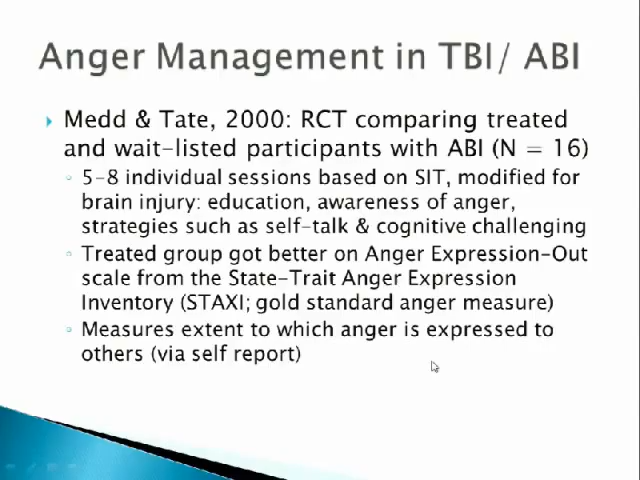 Anger Management in TBI/ ABI
Medd & Tate, 2000: RCT comparing treated
and wait-listed participants with ABI (N = 16)
5-8 individual sessions based on SIT, modified for
brain injury: education, awareness of anger,
strategies such as self-talk & cognitive challenging
Treated group got better on Anger Expression-Out
scale from the State-Trait Anger Expression
Inventory (STAXI; gold standard anger measure)
Measures extent to which anger is expressed to
others (via self report)